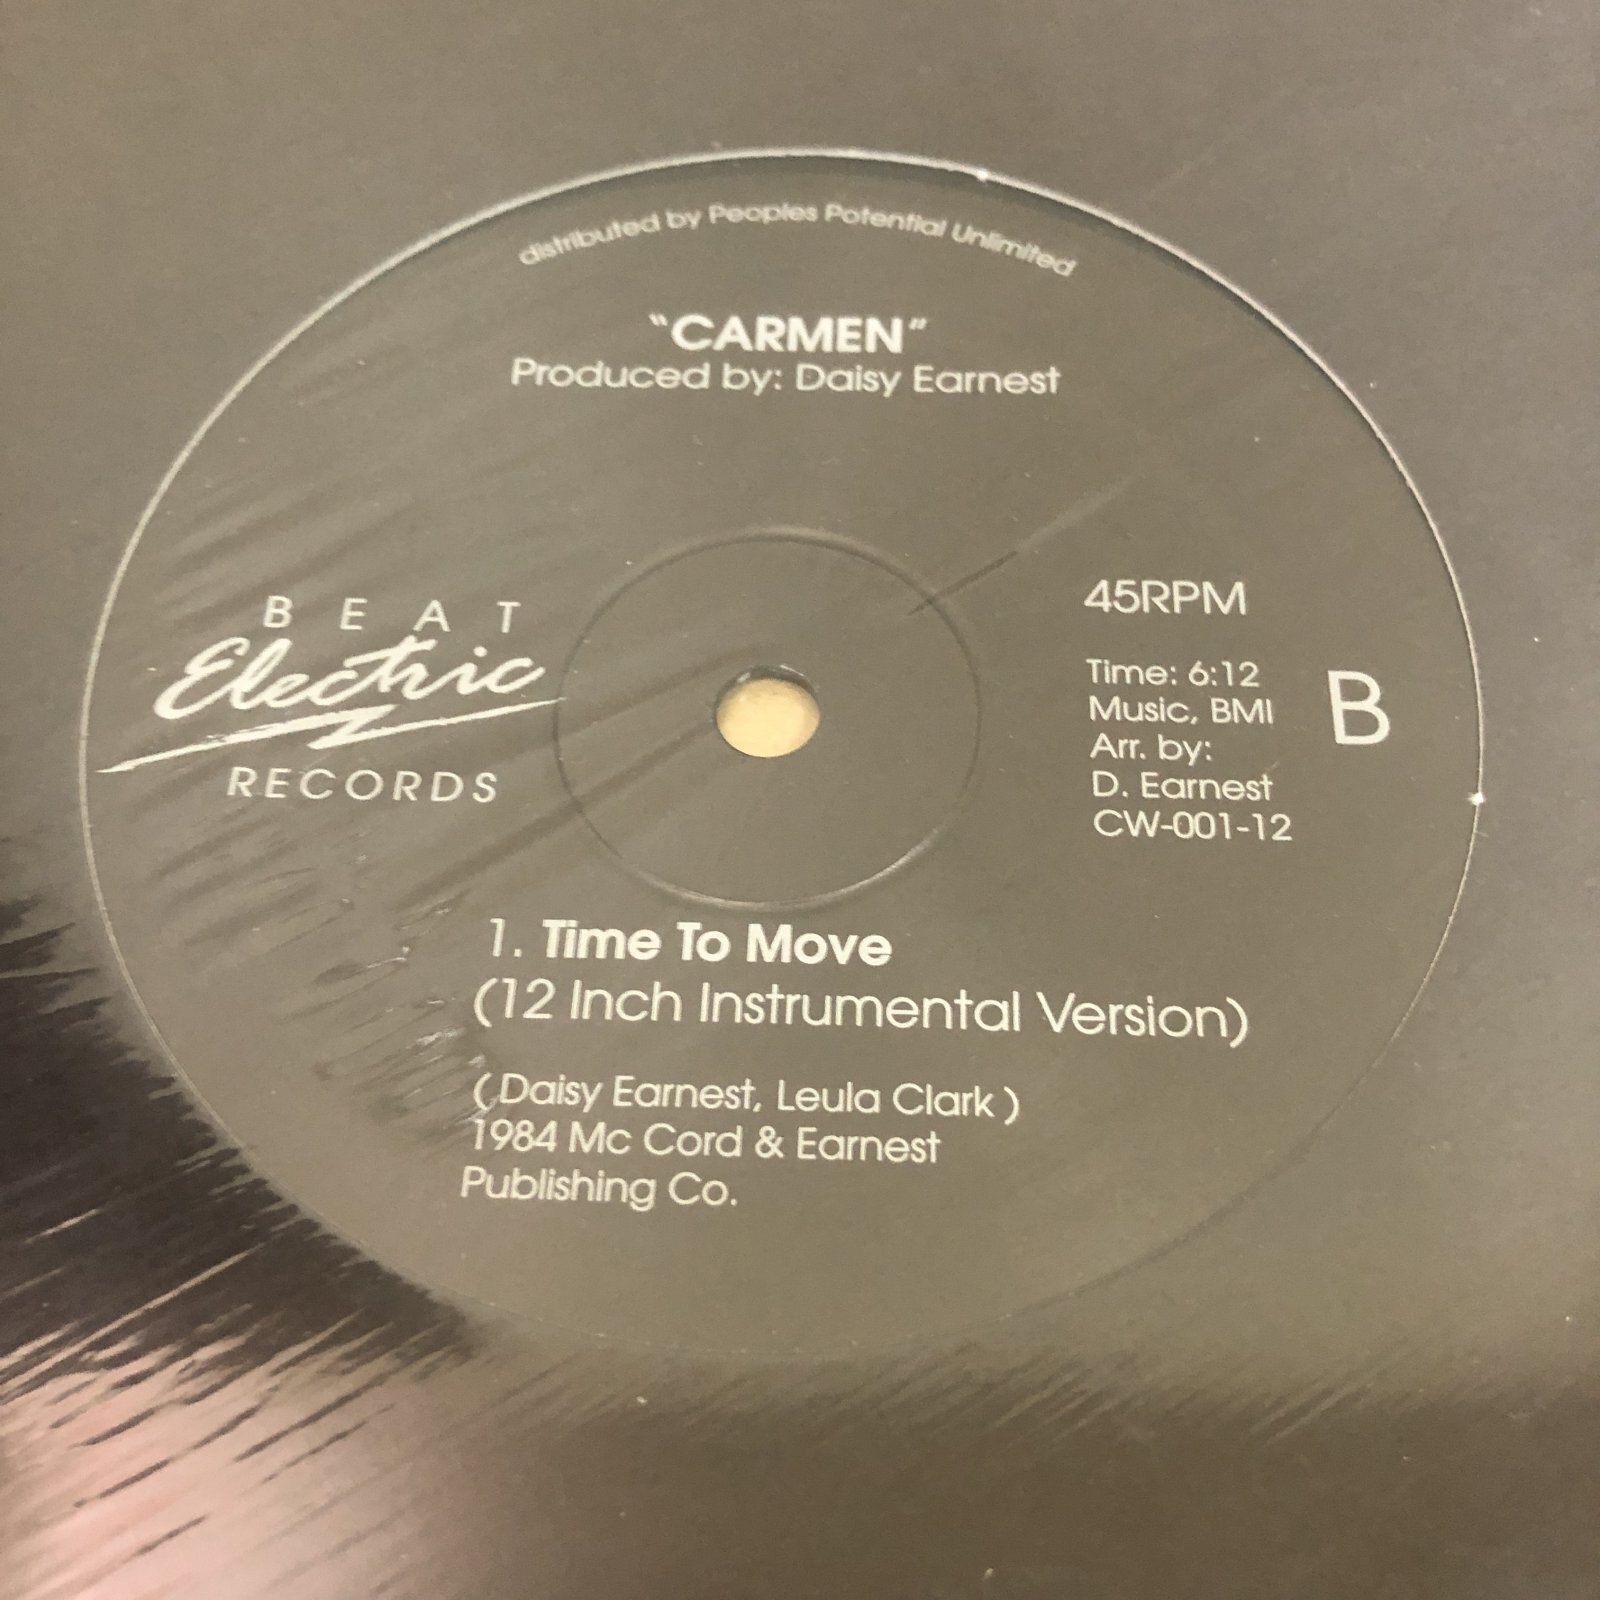 distributed by Peoples Potential Unlimited
"CARMEN"
Produced by: Daisy Earnest
BEAT
Electric
RECORDS
45RPM
Time: 6:12
Music, BMI
Arr. by:
D. Earnest
CW-001-12
B
1. Time To Move
(12 Inch Instrumental Version)
(Daisy Earnest, Leula Clark)
1984 Mc Cord & Earnest
Publishing Co.